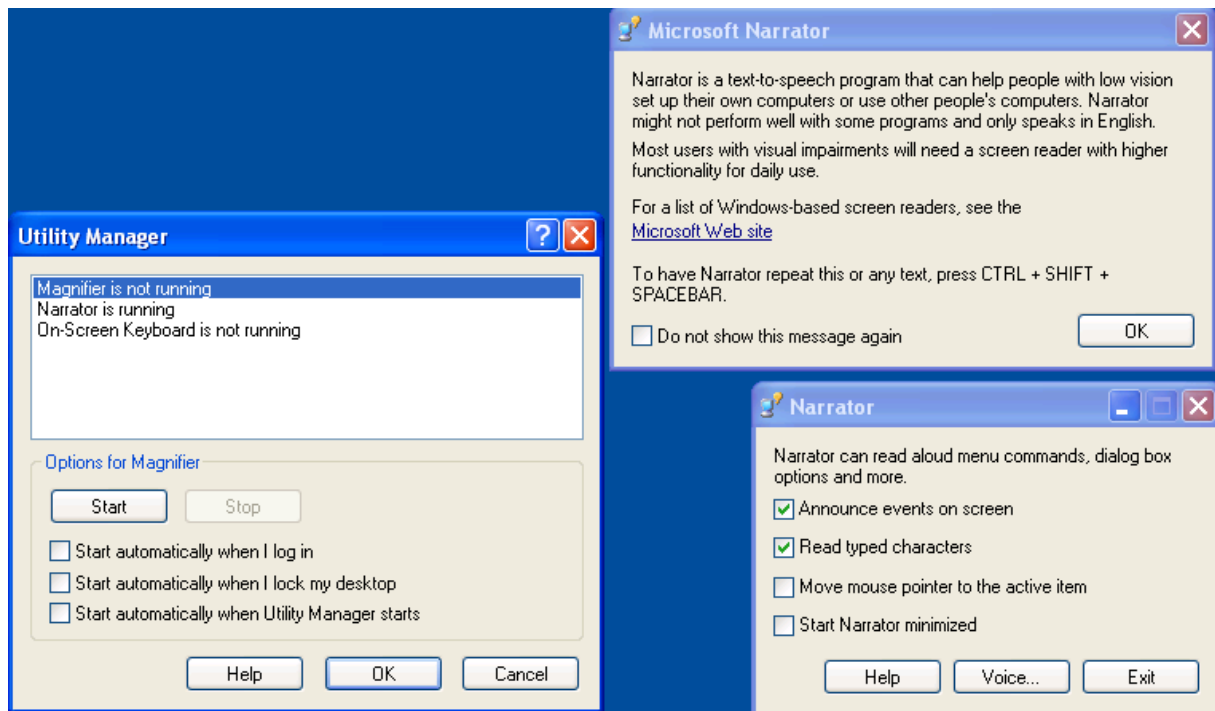 Microsoft Narrator
Narrator is a text-to-speech program that can help people with low vision
set up their own computers or use other people's computers. Narrator
might not perform well with some programs and only speaks in English.
Most users with visual impairments will need a screen reader with higher
functionality for daily use.
For a list of Windows-based screen readers, see the
Microsoft Web site
To have Narrator repeat this or any text, press CTRL + SHIFT +
SPACEBAR.
Do not show this message again
OK
Utility Manager
Magnifier is not running
Narrator is running
On-Screen Keyboard is not running
Options for Magnifier
Start
Stop
Start automatically when I log in
Start automatically when I lock my desktop
Start automatically when Utility Manager starts
Help
OK
Cancel
Narrator
Narrator can read aloud menu commands, dialog box
options and more.
Announce events on screen
Read typed characters
Move mouse pointer to the active item
Start Narrator minimized
Help
Voice...
Exit